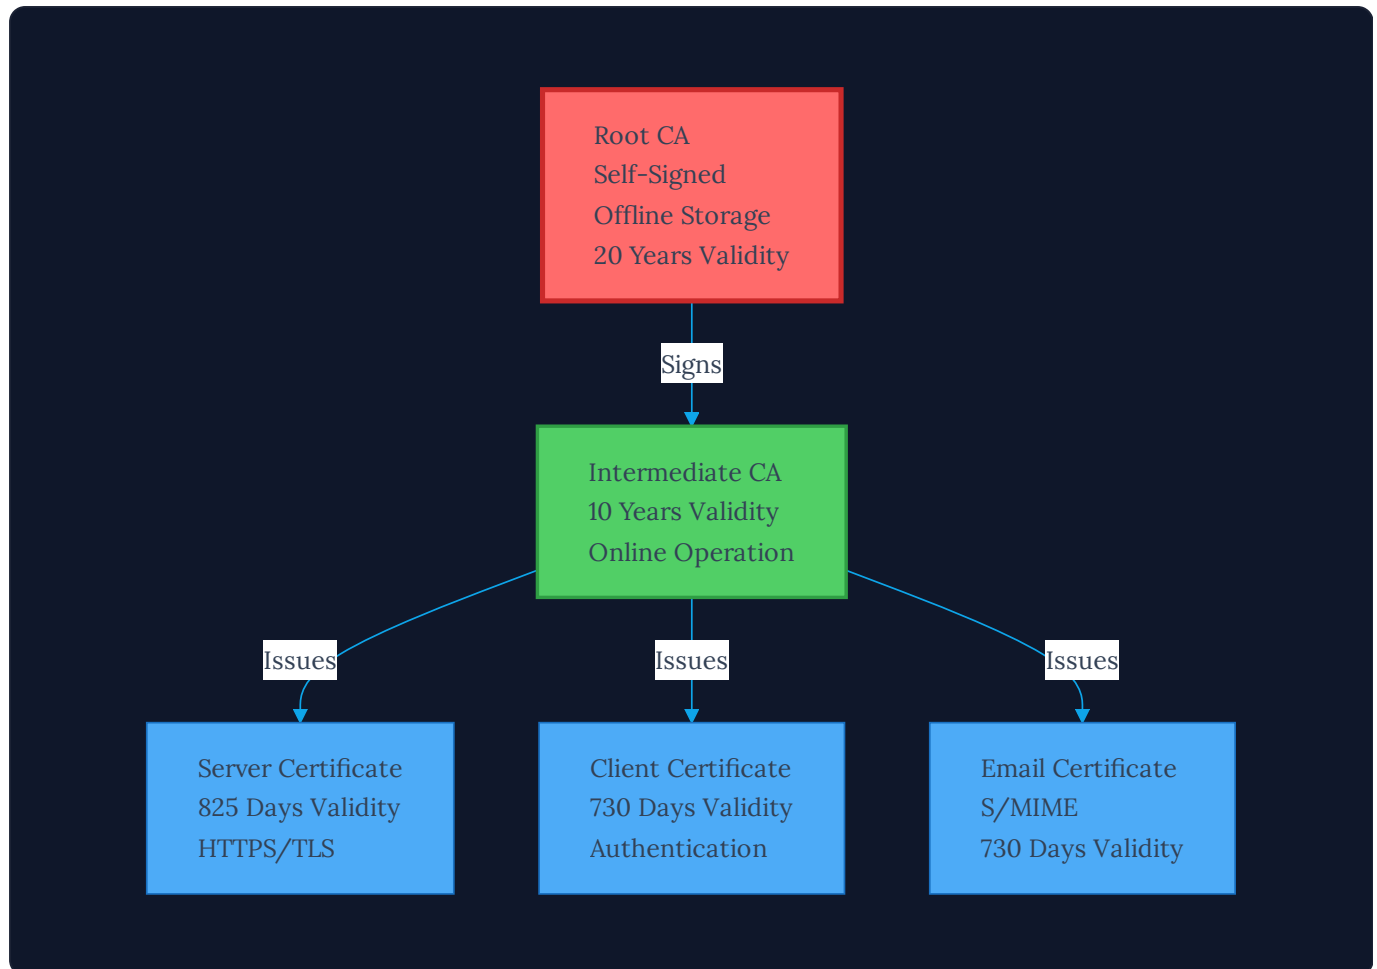 Root CA
Self-Signed
Offline Storage
20 Years Validity
Signs
Intermediate CA
10 Years Validity
Online Operation
Issues
Issues
Issues
Server Certificate
825 Days Validity
HTTPS/TLS
Client Certificate
730 Days Validity
Authentication
Email Certificate
S/MIME
730 Days Validity